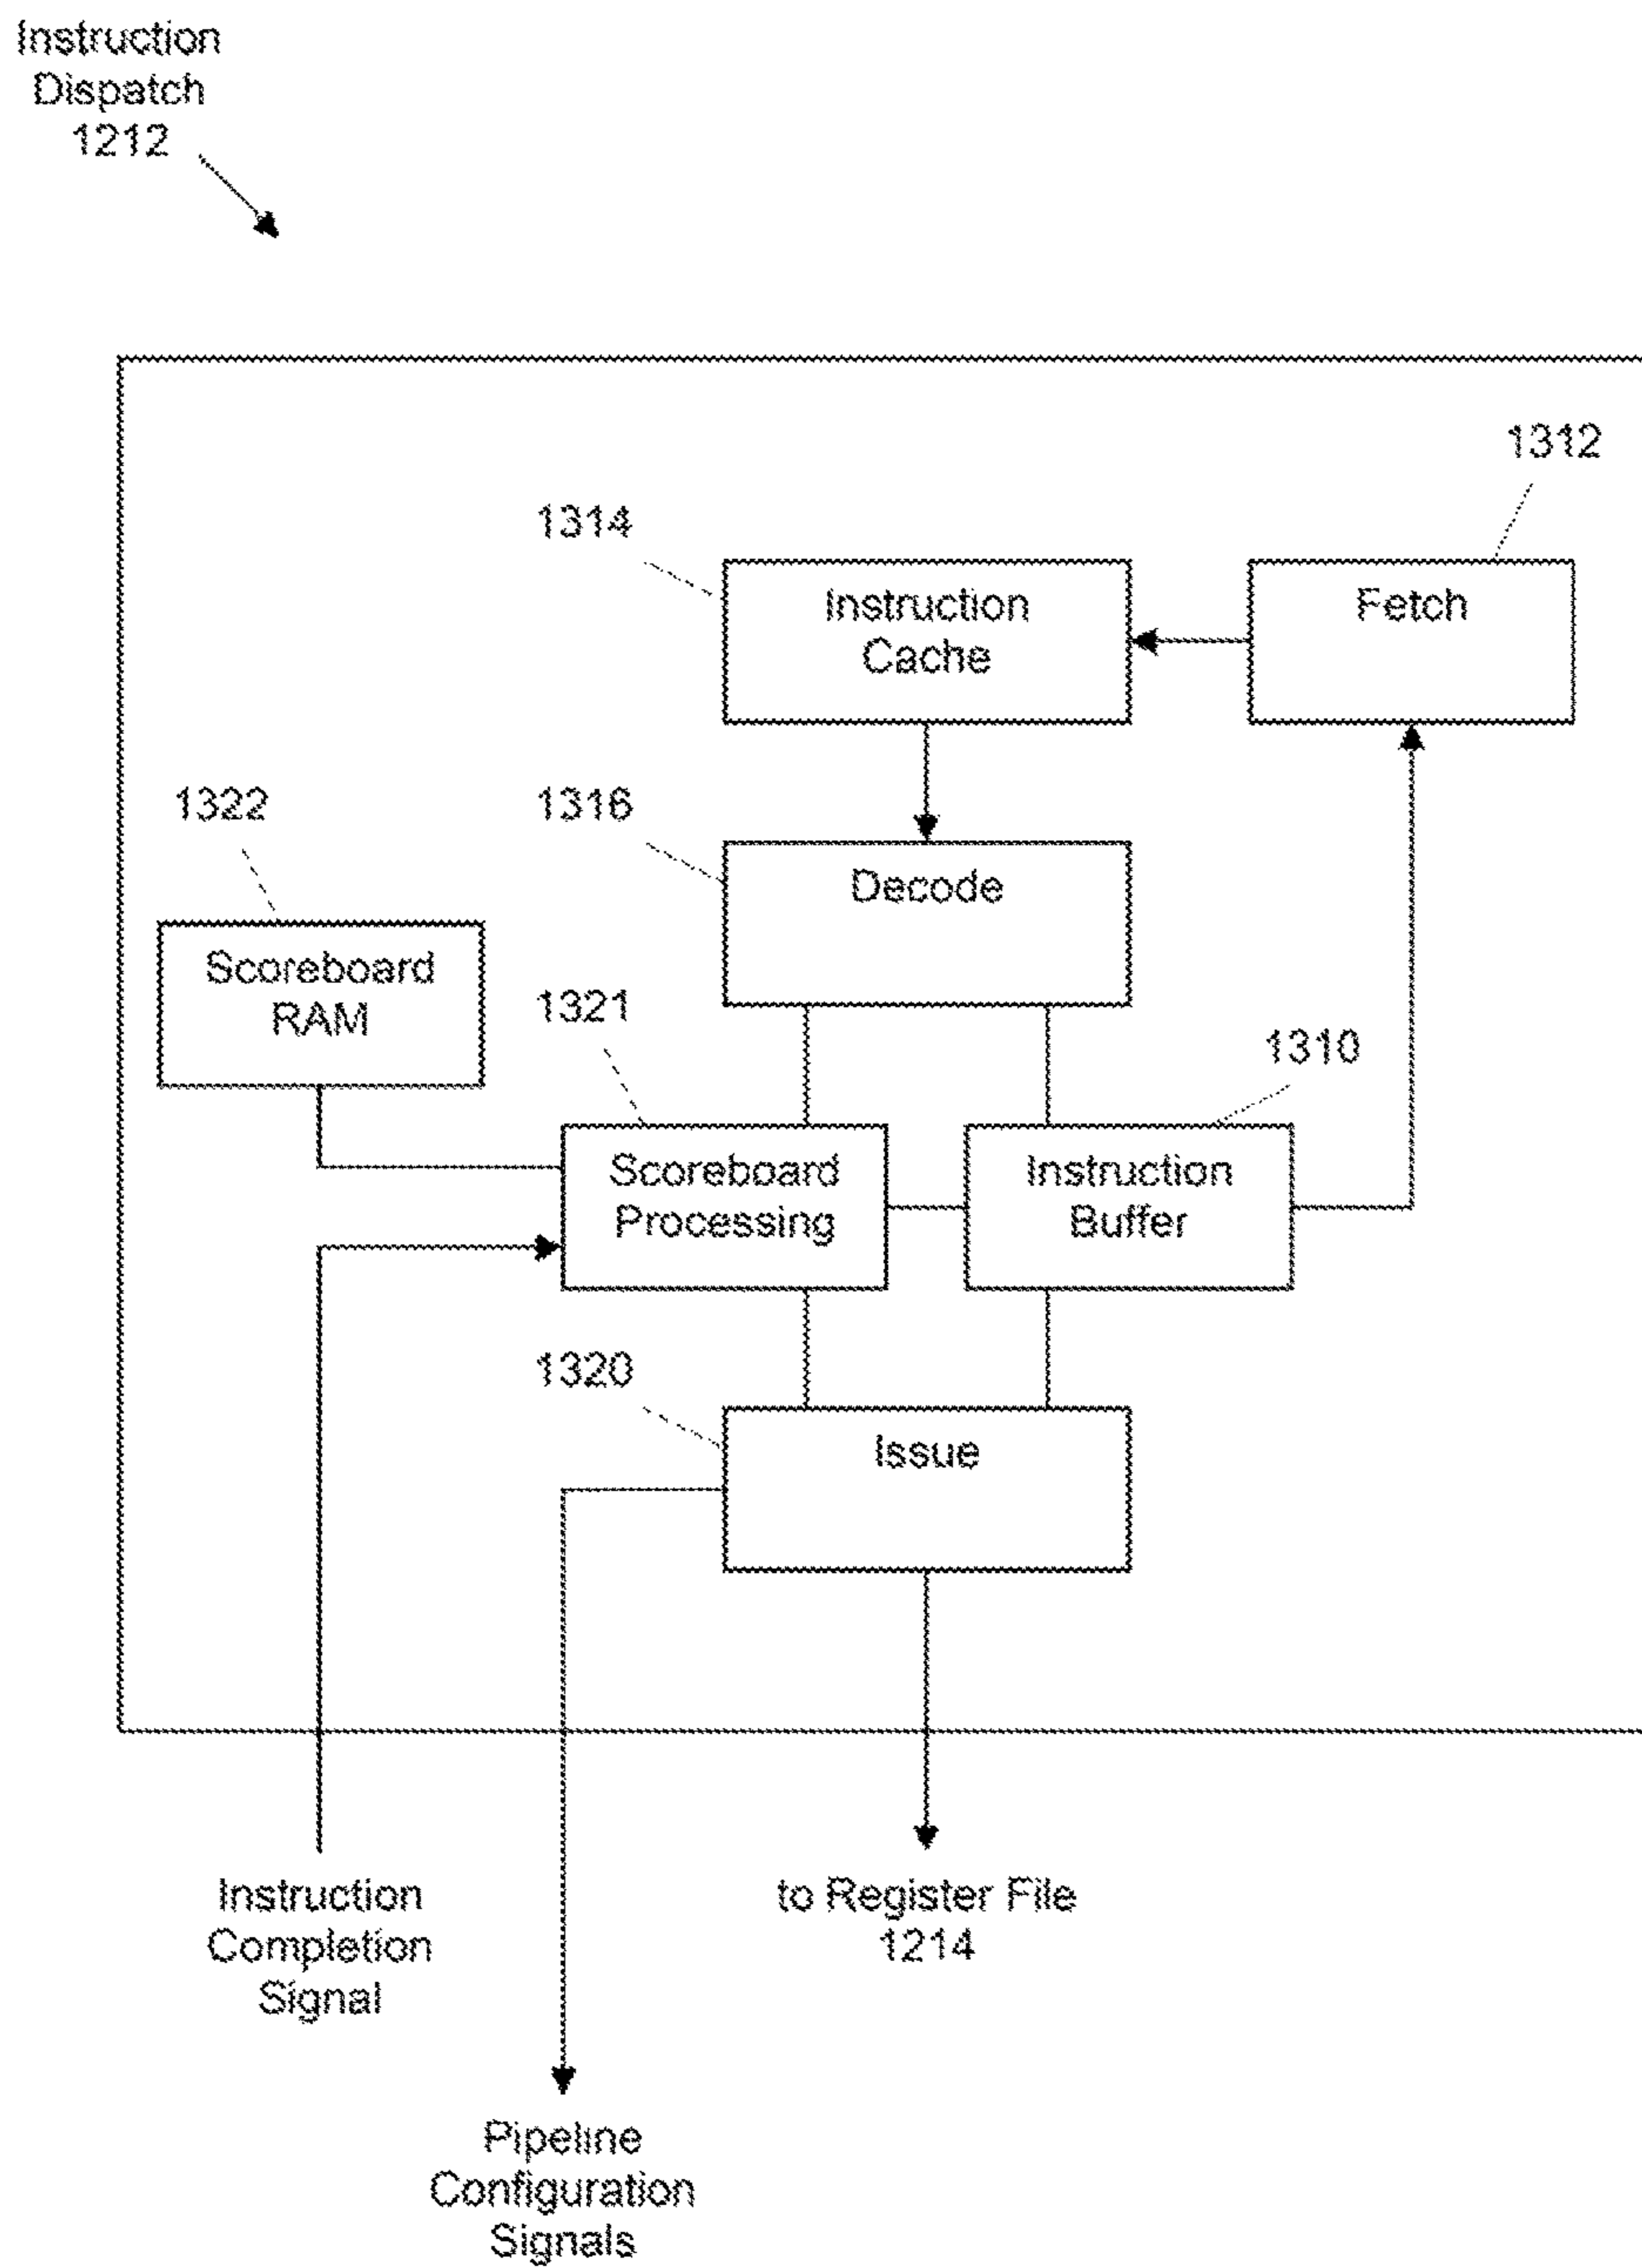 Instruction
Dispatch
1212
1312
1314
Instruction
Cache
Fetch
1322
1316
Decode
Scoreboard
RAM
1321
1310
Scoreboard
Processing
Instruction
Buffer
1320
Issue
Instruction
Completion
Signal
to Register File
1214
Pipeline
Configuration
Signals